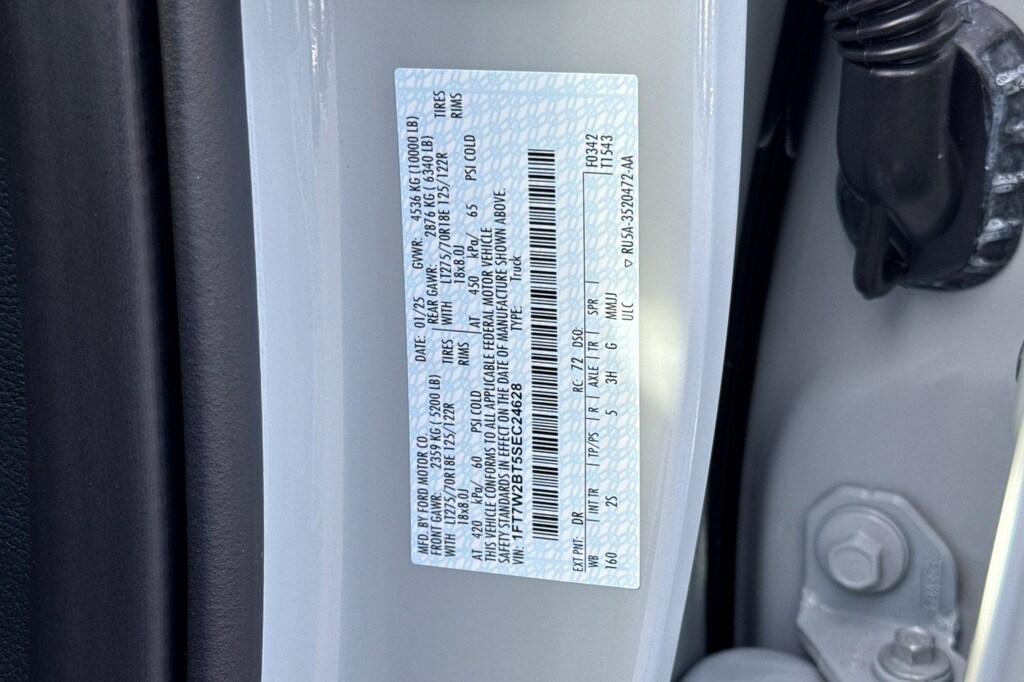 MFD. BY FORD MOTOR CO.
DATE: 01/25 GVWR: 4536 KG (10000 LB)
FRONT GAWR: 2359 KG ( 5200 LB) REAR GAWR: 2876 KG ( 6340 LB)
WITH LT275/70R18E 125/122R TIRES WITH LT275/70R18E 125/122R TIRES
18x8.0J RIMS 18x8.0J RIMS
AT 420 kPa/ 60 PSI COLD AT 450 kPa/ 65 PSI COLD
THIS VEHICLE CONFORMS TO ALL APPLICABLE FEDERAL MOTOR VEHICLE
SAFETY STANDARDS IN EFFECT ON THE DATE OF MANUFACTURE SHOWN ABOVE.
VIN: 1FT7W2BT5SEC24628 TYPE: Truck
EXT PNT: DR RC: 72 DSO: F0342
WB INT TR TP/PS R AXLE TR SPR T1543
160 2S 5 3H G MMJJ
ULC ▽ RU5A-3520472-AA